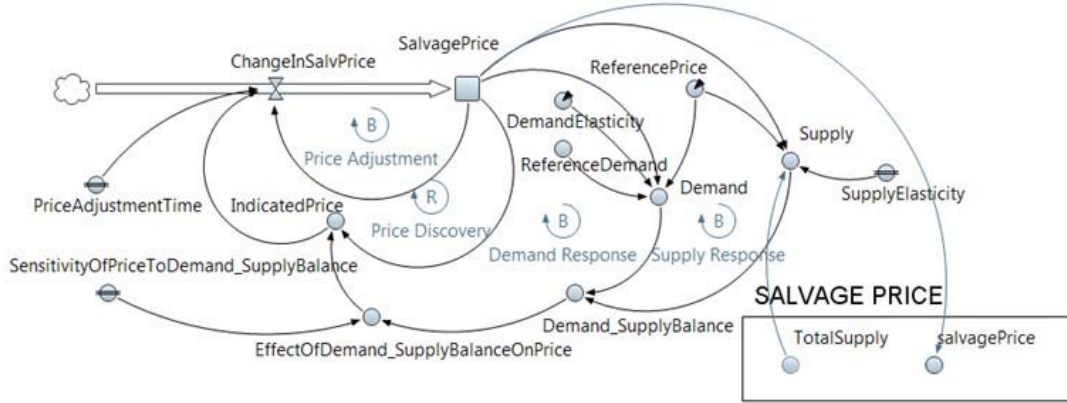 SalvagePrice
ChangeInSalvPrice
ReferencePrice
B
DemandElasticity
Supply
Price Adjustment
ReferenceDemand
PriceAdjustmentTime
IndicatedPrice
R
Demand
SupplyElasticity
Price Discovery
B
B
Demand Response
Supply Response
SensitivityOfPriceToDemand_SupplyBalance
SALVAGE PRICE
Demand_SupplyBalance
TotalSupply
salvagePrice
EffectOfDemand_SupplyBalanceOnPrice